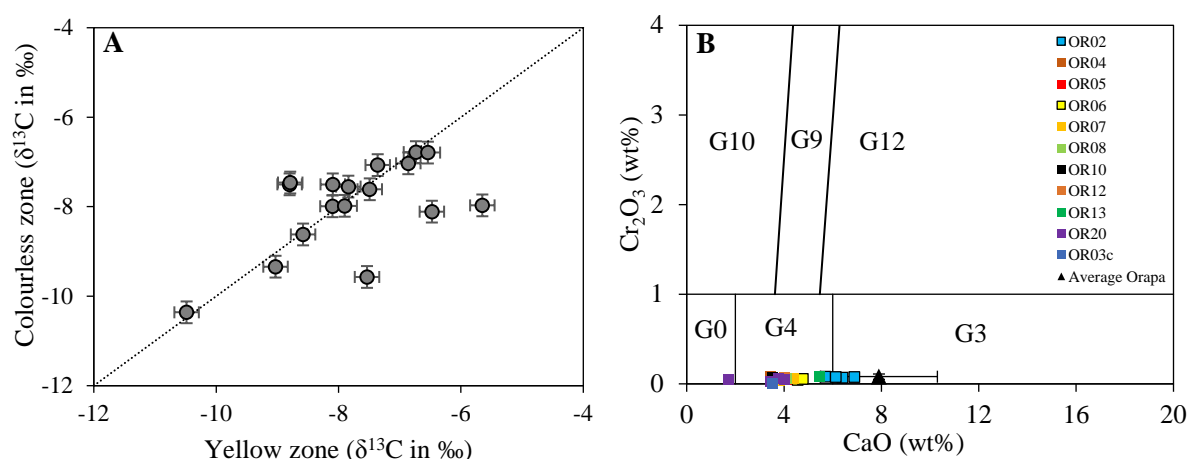 A
-4
-6
-8
-10
-12
-12
-10
-8
-6
-4
Colourless zone (δ¹³C in ‰)
Yellow zone (δ¹³C in ‰)
B
4
3
2
1
0
0
4
8
12
16
20
Cr₂O₃ (wt%)
CaO (wt%)
G10
G9
G12
G0
G4
G3
OR02
OR04
OR05
OR06
OR07
OR08
OR10
OR12
OR13
OR20
OR03c
Average Orapa